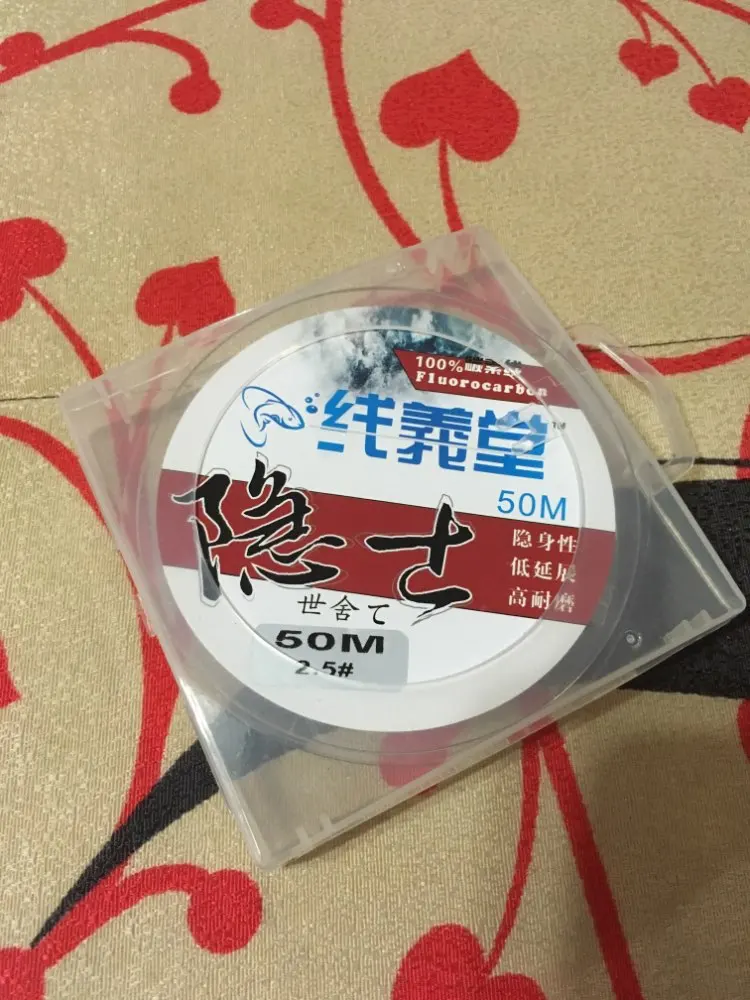 100%碳素线
Fluorocarbon
线義堂
50M
隐士
隐身性
低延展
高耐磨
世舍て
50M
2.5#